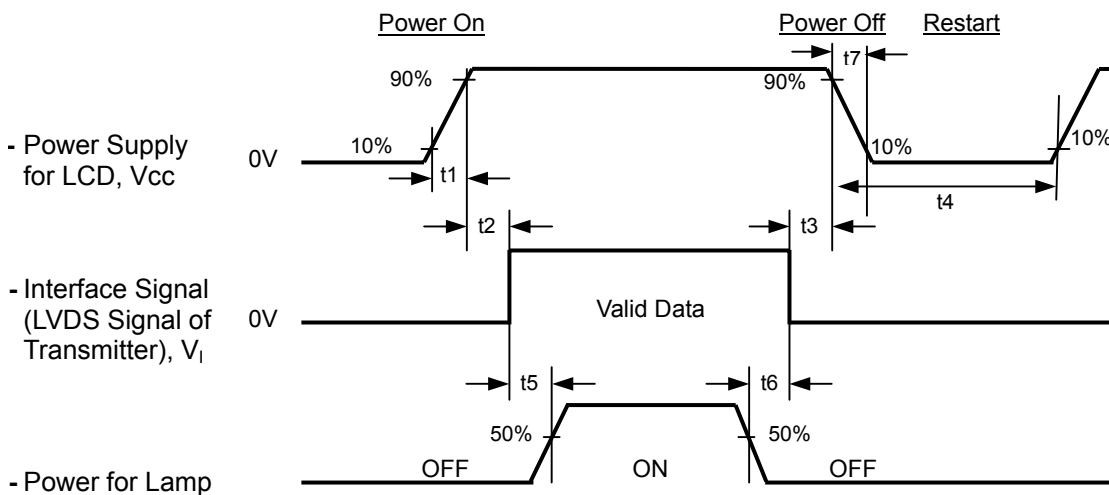 Power On
Power Off
Restart
t7
90%
90%
- Power Supply
for LCD, Vcc
0V
10%
10%
10%
t1
t4
t2
t3
- Interface Signal
(LVDS Signal of
Transmitter), VI
0V
Valid Data
t5
t6
50%
50%
- Power for Lamp
OFF
ON
OFF